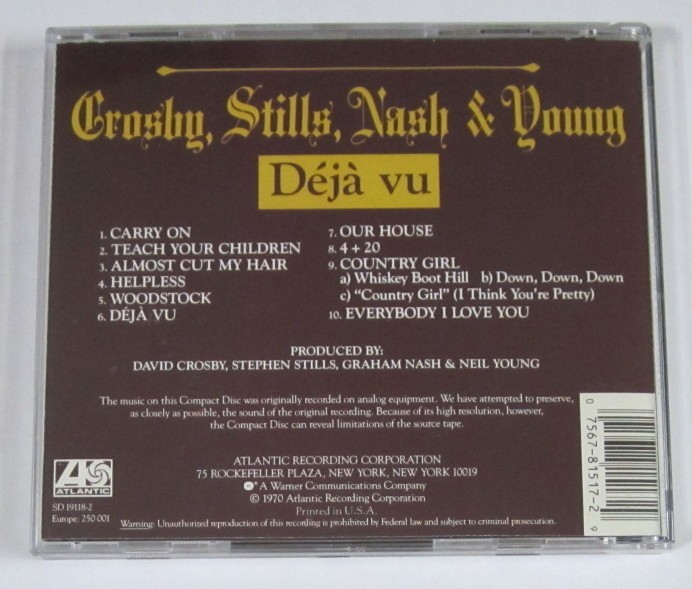 Crosby, Stills, Nash & Young
Déjà vu
1. CARRY ON
2. TEACH YOUR CHILDREN
3. ALMOST CUT MY HAIR
4. HELPLESS
5. WOODSTOCK
6. DÉJÀ VU
7. OUR HOUSE
8. 4 + 20
9. COUNTRY GIRL
a) Whiskey Boot Hill b) Down, Down, Down
c) “Country Girl” (I Think You're Pretty)
10. EVERYBODY I LOVE YOU
PRODUCED BY:
DAVID CROSBY, STEPHEN STILLS, GRAHAM NASH & NEIL YOUNG
The music on this Compact Disc was originally recorded on analog equipment. We have attempted to preserve,
as closely as possible, the sound of the original recording. Because of its high resolution, however,
the Compact Disc can reveal limitations of the source tape.
ATLANTIC RECORDING CORPORATION
75 ROCKEFELLER PLAZA, NEW YORK, NEW YORK 10019
A Warner Communications Company
© 1970 Atlantic Recording Corporation
Printed in U.S.A.
Warning: Unauthorized reproduction of this recording is prohibited by Federal law and subject to criminal prosecution.
ATLANTIC
SD 19118-2
Europe: 250 001
0 7567-81517-2 9